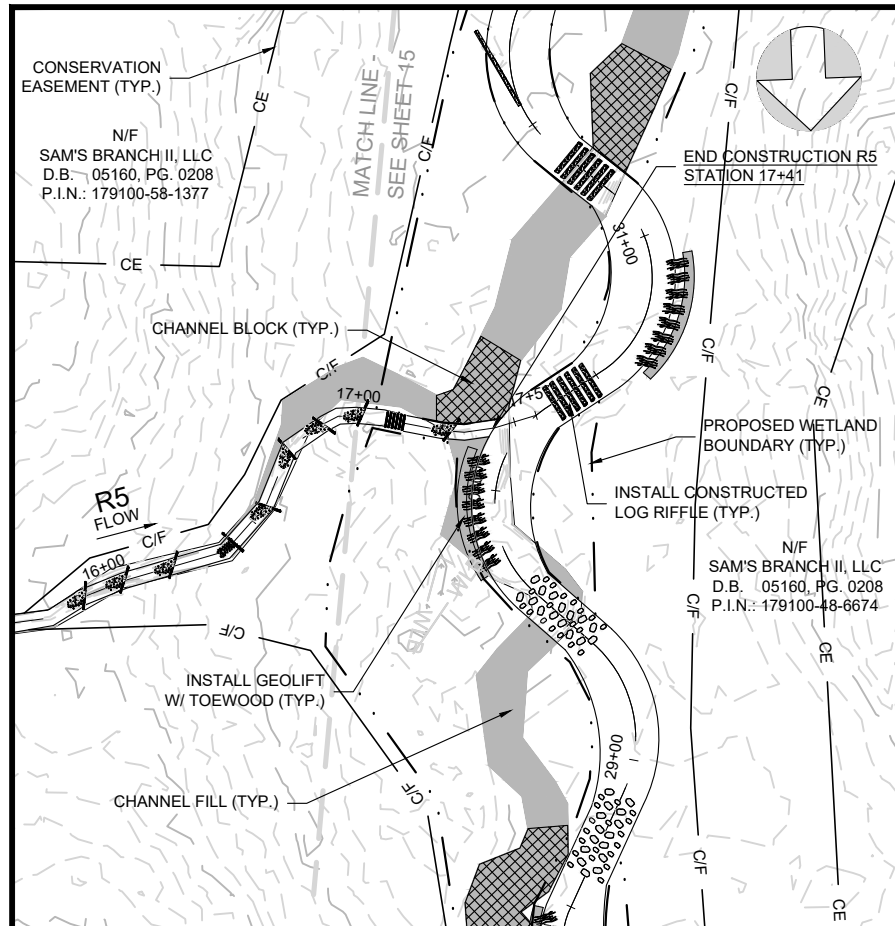 CONSERVATION
EASEMENT (TYP.)
N/F
SAM'S BRANCH II, LLC
D.B. 05160, PG. 0208
P.I.N.: 179100-58-1377
CE
CE
MATCH LINE -
SEE SHEET 15
C/F
C/F
END CONSTRUCTION R5
STATION 17+41
31+00
CHANNEL BLOCK (TYP.)
C/F
17+00
17+5
C/F
CE
PROPOSED WETLAND
BOUNDARY (TYP.)
INSTALL CONSTRUCTED
LOG RIFFLE (TYP.)
R5
FLOW
C/F
16+00
N/F
SAM'S BRANCH II, LLC
D.B. 05160, PG. 0208
P.I.N.: 179100-48-6674
C/F
C/F
CE
INSTALL GEOLIFT
W/ TOEWOOD (TYP.)
29+00
CHANNEL FILL (TYP.)
C/F
C/F
CE